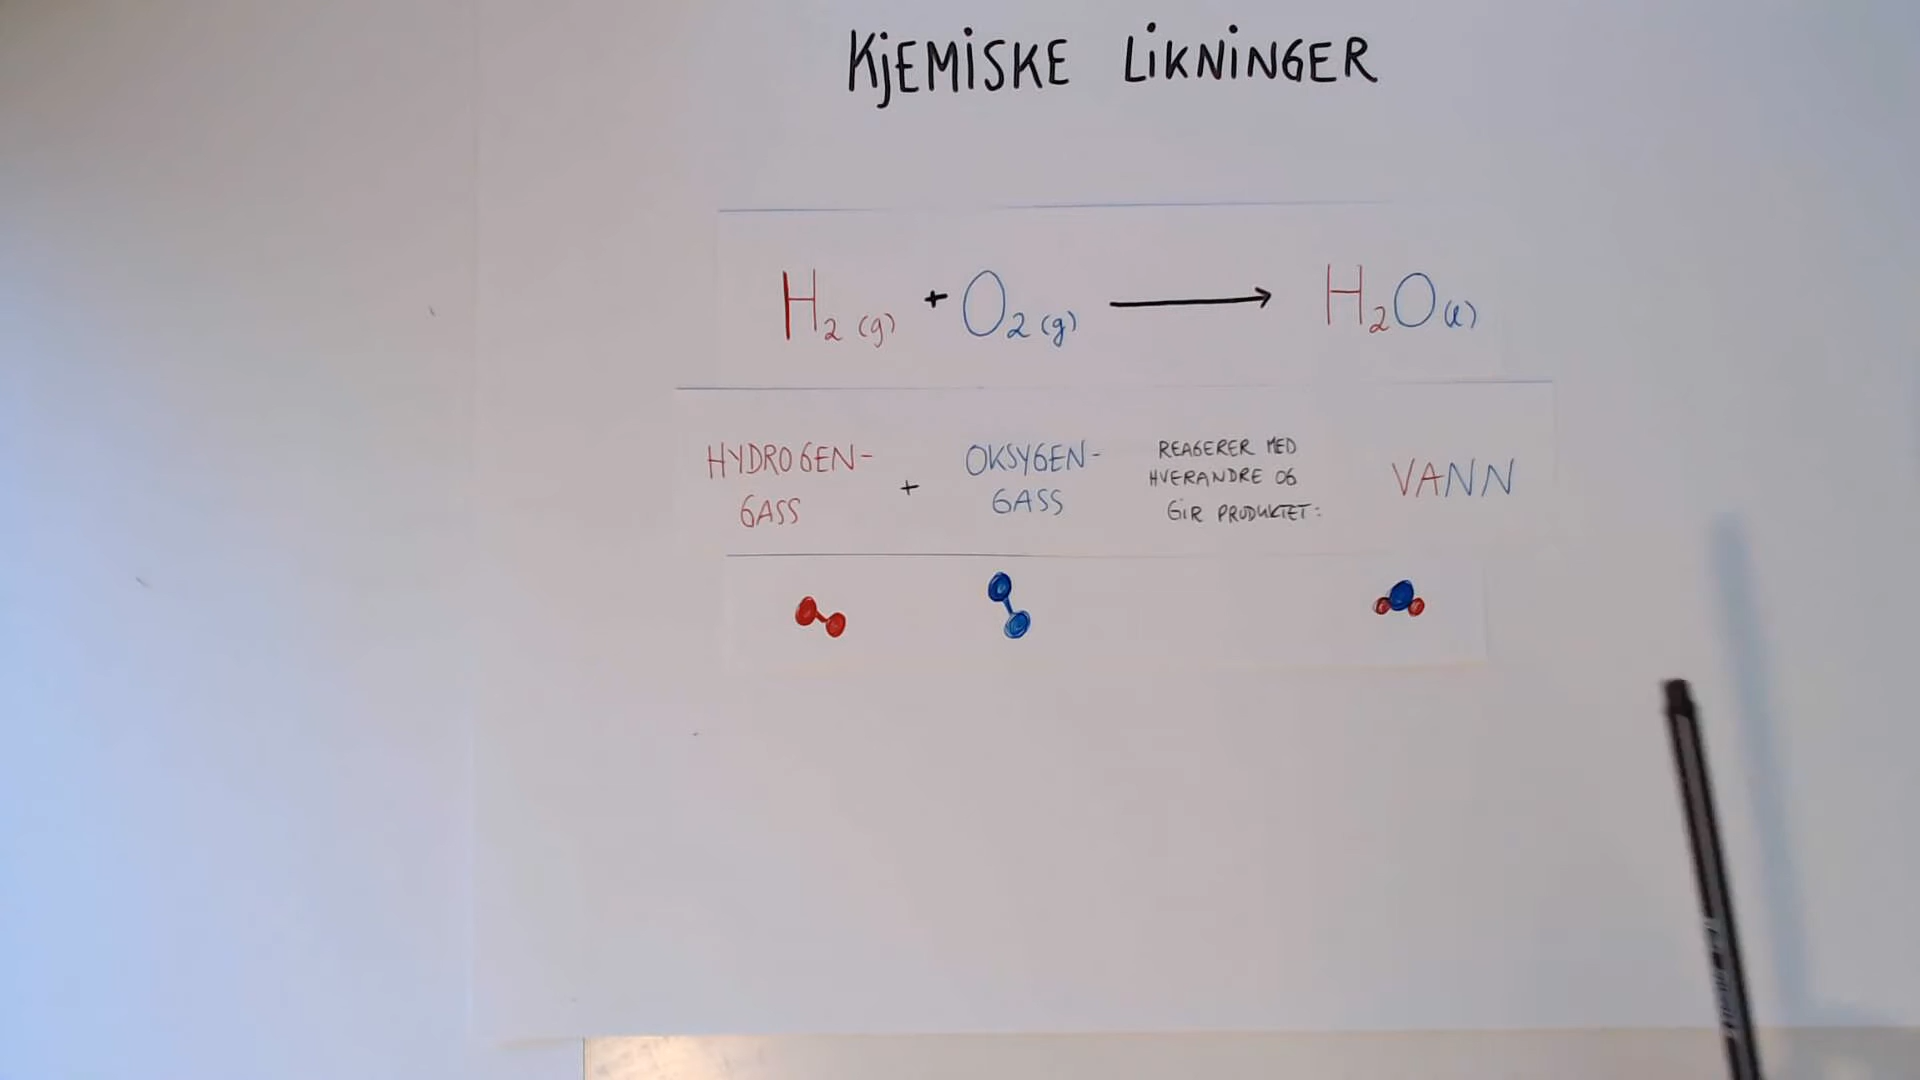 KjEMiSKE LiKNiNGER
H₂ (g) + O₂ (g) ⟶ H₂O (l)
HYDROGEN-
GASS
+
OKSYGEN-
GASS
REAGERER MED
HVERANDRE OG
GiR PRODUKTET:
VANN